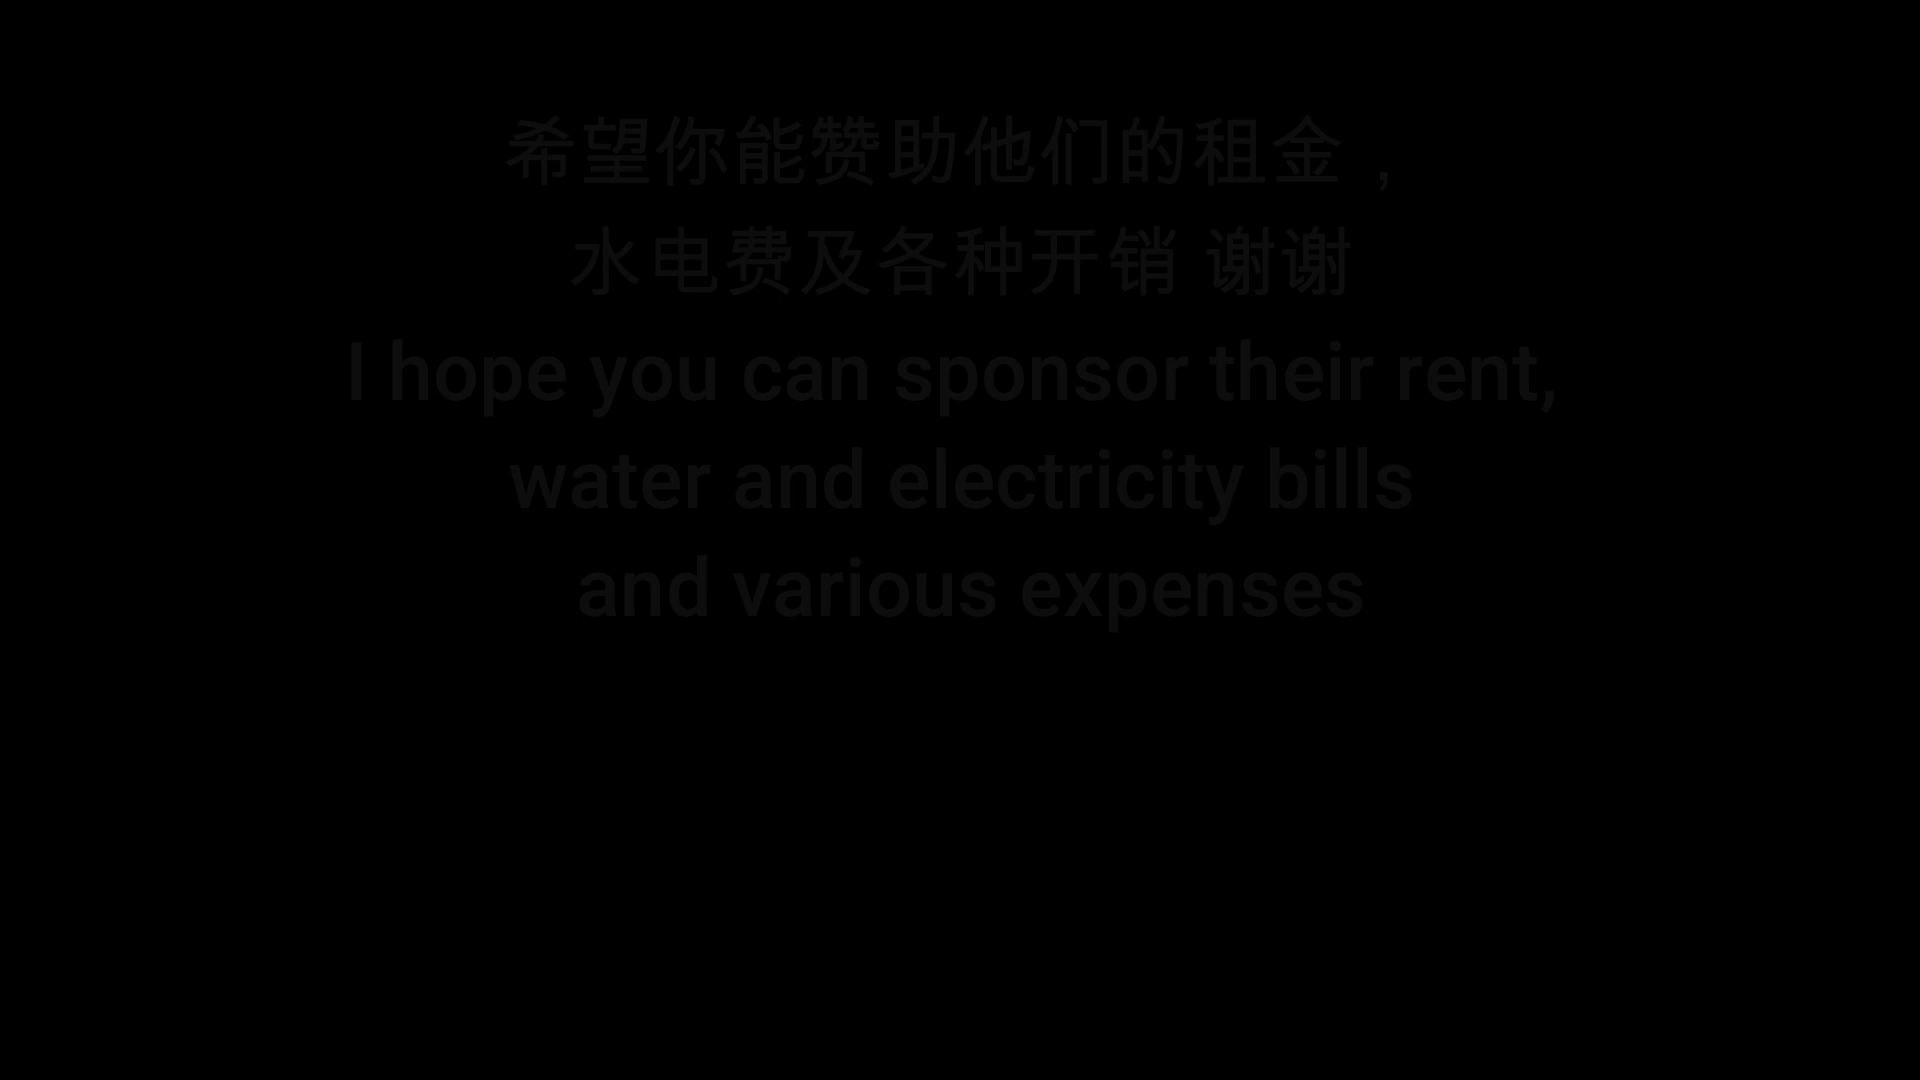 希望你能赞助他们的租金，
水电费及各种开销 谢谢
I hope you can sponsor their rent,
water and electricity bills
and various expenses